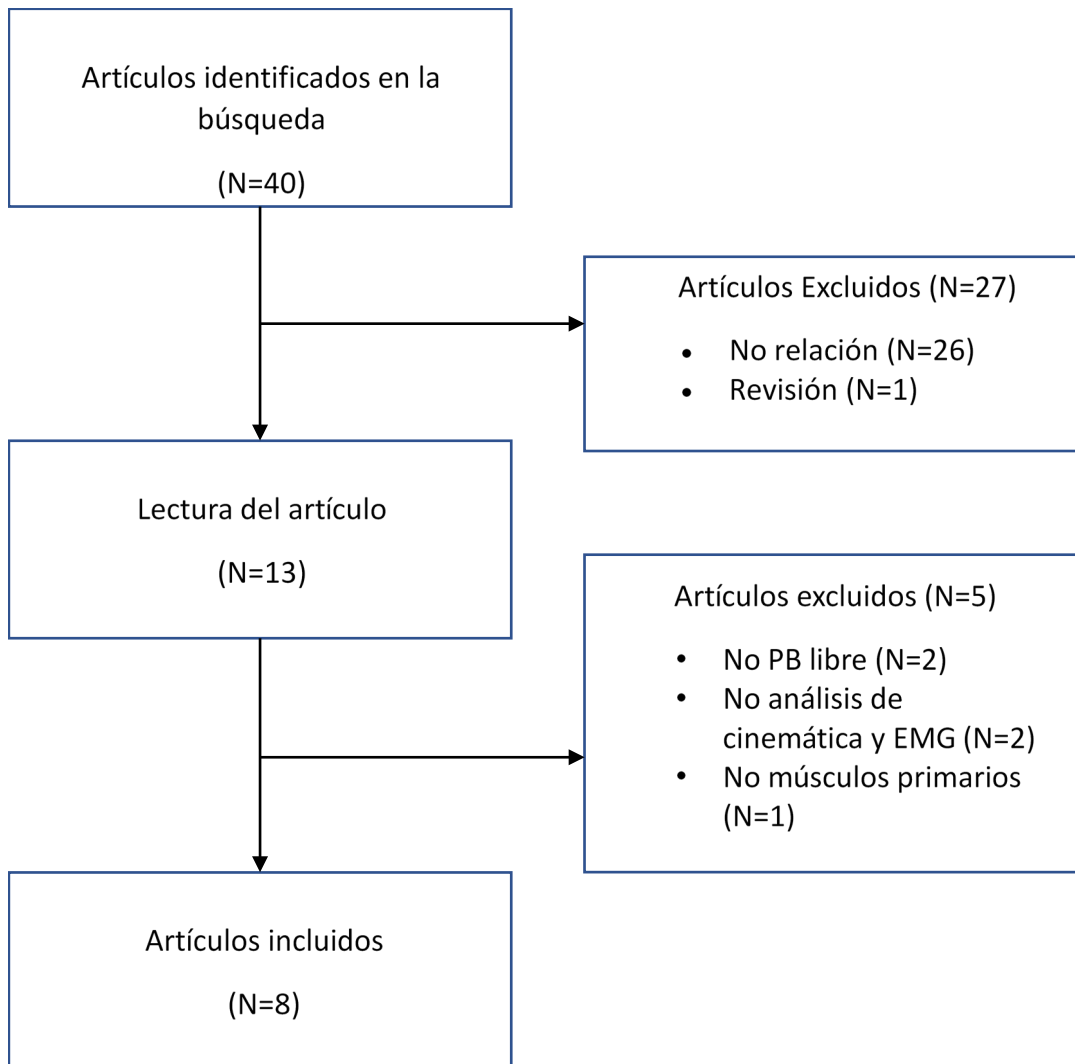 Artículos identificados en la
búsqueda
(N=40)
Artículos Excluidos (N=27)
• No relación (N=26)
• Revisión (N=1)
Lectura del artículo
(N=13)
Artículos excluidos (N=5)
• No PB libre (N=2)
• No análisis de
cinemática y EMG (N=2)
• No músculos primarios
(N=1)
Artículos incluidos
(N=8)